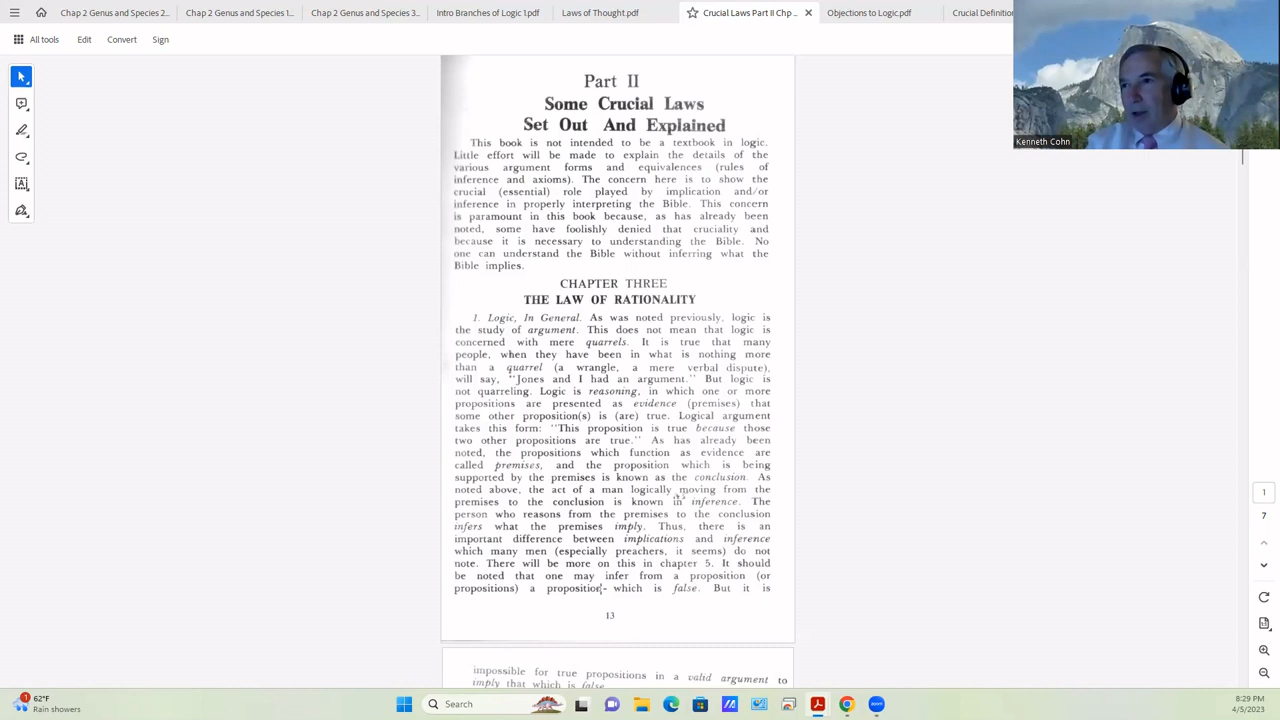 Chap 2 Genus and Species 2...
Chap 2 Genus and Species 1...
Chap 2 Genus and Species 3...
Intro Branches of Logic 1.pdf
Laws of Thought.pdf
Crucial Laws Part II Chp ...
Objections to Logic.pdf
Crucial Definition
All tools
Edit
Convert
Sign
Kenneth Cohn
Part II
Some Crucial Laws
Set Out And Explained
This book is not intended to be a textbook in logic.
Little effort will be made to explain the details of the
various argument forms and equivalences (rules of
inference and axioms). The concern here is to show the
crucial (essential) role played by implication and/or
inference in properly interpreting the Bible. This concern
is paramount in this book because, as has already been
noted, some have foolishly denied that cruciality and
because it is necessary to understanding the Bible. No
one can understand the Bible without inferring what the
Bible implies.
CHAPTER THREE
THE LAW OF RATIONALITY
1. Logic, In General. As was noted previously, logic is
the study of argument. This does not mean that logic is
concerned with mere quarrels. It is true that many
people, when they have been in what is nothing more
than a quarrel (a wrangle, a mere verbal dispute),
will say, "Jones and I had an argument." But logic is
not quarreling. Logic is reasoning, in which one or more
propositions are presented as evidence (premises) that
some other proposition(s) is (are) true. Logical argument
takes this form: "This proposition is true because those
two other propositions are true." As has already been
noted, the propositions which function as evidence are
called premises, and the proposition which is being
supported by the premises is known as the conclusion. As
noted above, the act of a man logically moving from the
premises to the conclusion is known in inference. The
person who reasons from the premises to the conclusion
infers what the premises imply. Thus, there is an
important difference between implications and inference
which many men (especially preachers, it seems) do not
note. There will be more on this in chapter 5. It should
be noted that one may infer from a proposition (or
propositions) a proposition which is false. But it is
13
impossible for true propositions in a valid argument to
imply that which is false.
1
7
1
62°F
Rain showers
Search
8:29 PM
4/5/2023